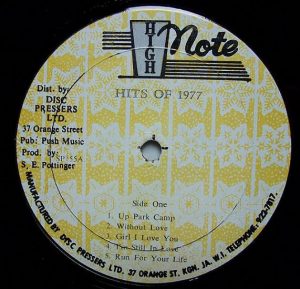 HIGH Note
HITS OF 1977
Dist. by:
DISC
PRESSERS
LTD.
37 Orange Street
Pub: Push Music
Prod. by:
S. E. Pottinger
Side One
1. Up Park Camp
2. Without Love
3. Girl I Love You
4. I'm Still In Love
5. Run For Your Life
MANUFACTURED BY DISC PRESSERS LTD. 37 ORANGE ST. KGN. JA. W.I. TELEPHONE: 922-7817.